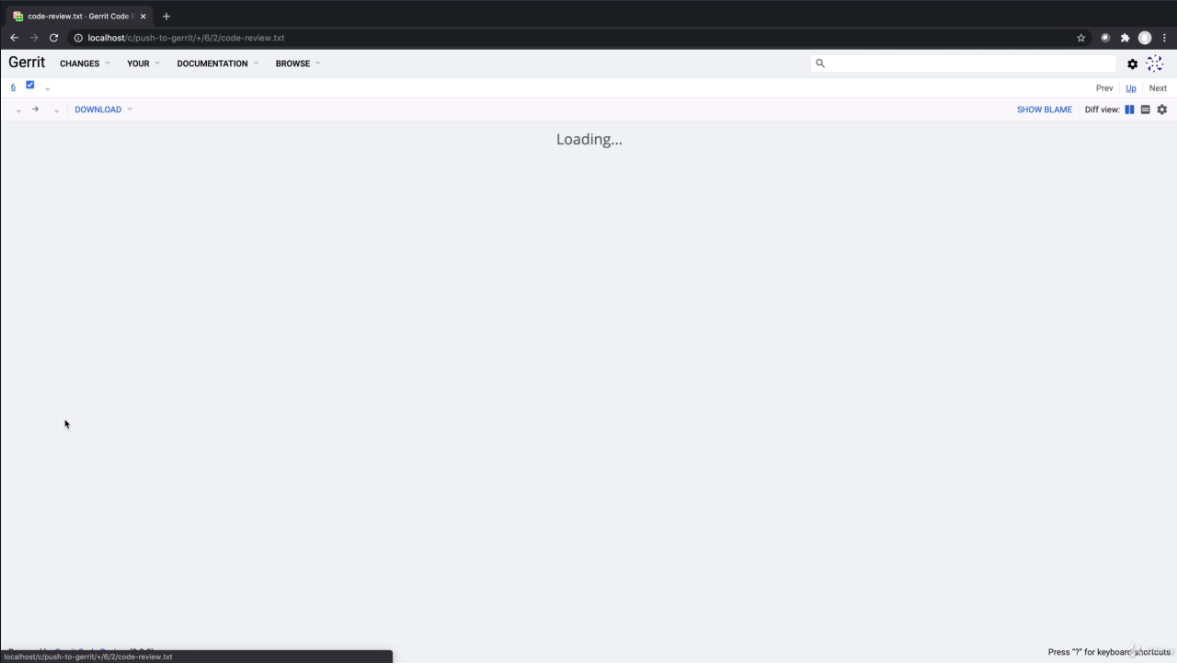 code-review.txt · Gerrit Code R
localhost/c/push-to-gerrit/+/6/2/code-review.txt
Gerrit CHANGES YOUR DOCUMENTATION BROWSE
6 Prev Up Next
DOWNLOAD SHOW BLAME Diff view:
Loading...
Press "?" for keyboard shortcuts
localhost/c/push-to-gerrit/+/6/2/code-review.txt